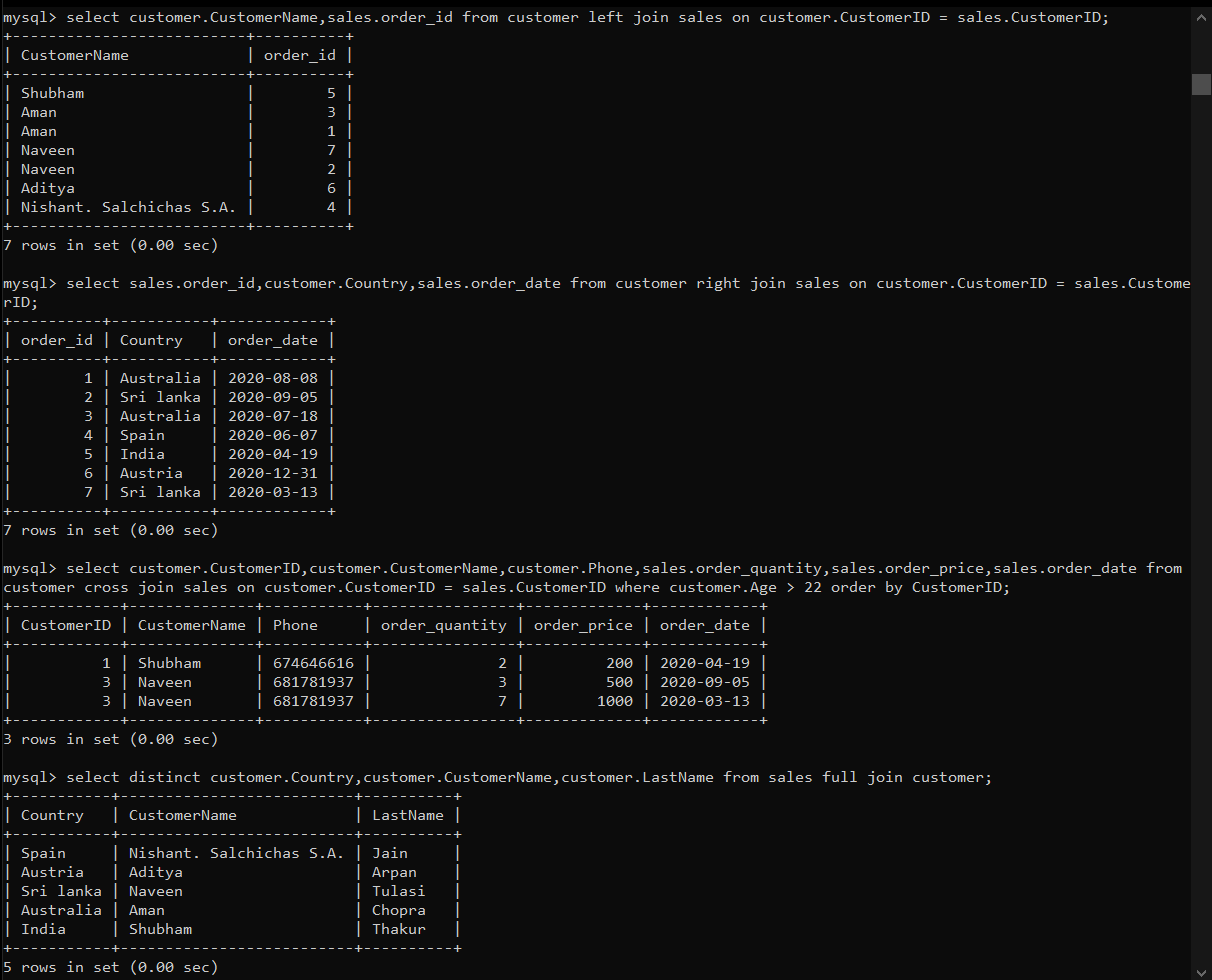 mysql> select customer.CustomerName,sales.order_id from customer left join sales on customer.CustomerID = sales.CustomerID;
+--------------------------+----------+
| CustomerName             | order_id |
+--------------------------+----------+
| Shubham                  |        5 |
| Aman                     |        3 |
| Aman                     |        1 |
| Naveen                   |        7 |
| Naveen                   |        2 |
| Aditya                   |        6 |
| Nishant. Salchichas S.A. |        4 |
+--------------------------+----------+
7 rows in set (0.00 sec)

mysql> select sales.order_id,customer.Country,sales.order_date from customer right join sales on customer.CustomerID = sales.Custome
rID;
+----------+-----------+------------+
| order_id | Country   | order_date |
+----------+-----------+------------+
|        1 | Australia | 2020-08-08 |
|        2 | Sri lanka | 2020-09-05 |
|        3 | Australia | 2020-07-18 |
|        4 | Spain     | 2020-06-07 |
|        5 | India     | 2020-04-19 |
|        6 | Austria   | 2020-12-31 |
|        7 | Sri lanka | 2020-03-13 |
+----------+-----------+------------+
7 rows in set (0.00 sec)

mysql> select customer.CustomerID,customer.CustomerName,customer.Phone,sales.order_quantity,sales.order_price,sales.order_date from
customer cross join sales on customer.CustomerID = sales.CustomerID where customer.Age > 22 order by CustomerID;
+------------+--------------+-----------+----------------+-------------+------------+
| CustomerID | CustomerName | Phone     | order_quantity | order_price | order_date |
+------------+--------------+-----------+----------------+-------------+------------+
|          1 | Shubham      | 674646616 |              2 |         200 | 2020-04-19 |
|          3 | Naveen       | 681781937 |              3 |         500 | 2020-09-05 |
|          3 | Naveen       | 681781937 |              7 |        1000 | 2020-03-13 |
+------------+--------------+-----------+----------------+-------------+------------+
3 rows in set (0.00 sec)

mysql> select distinct customer.Country,customer.CustomerName,customer.LastName from sales full join customer;
+-----------+--------------------------+----------+
| Country   | CustomerName             | LastName |
+-----------+--------------------------+----------+
| Spain     | Nishant. Salchichas S.A. | Jain     |
| Austria   | Aditya                   | Arpan    |
| Sri lanka | Naveen                   | Tulasi   |
| Australia | Aman                     | Chopra   |
| India     | Shubham                  | Thakur   |
+-----------+--------------------------+----------+
5 rows in set (0.00 sec)